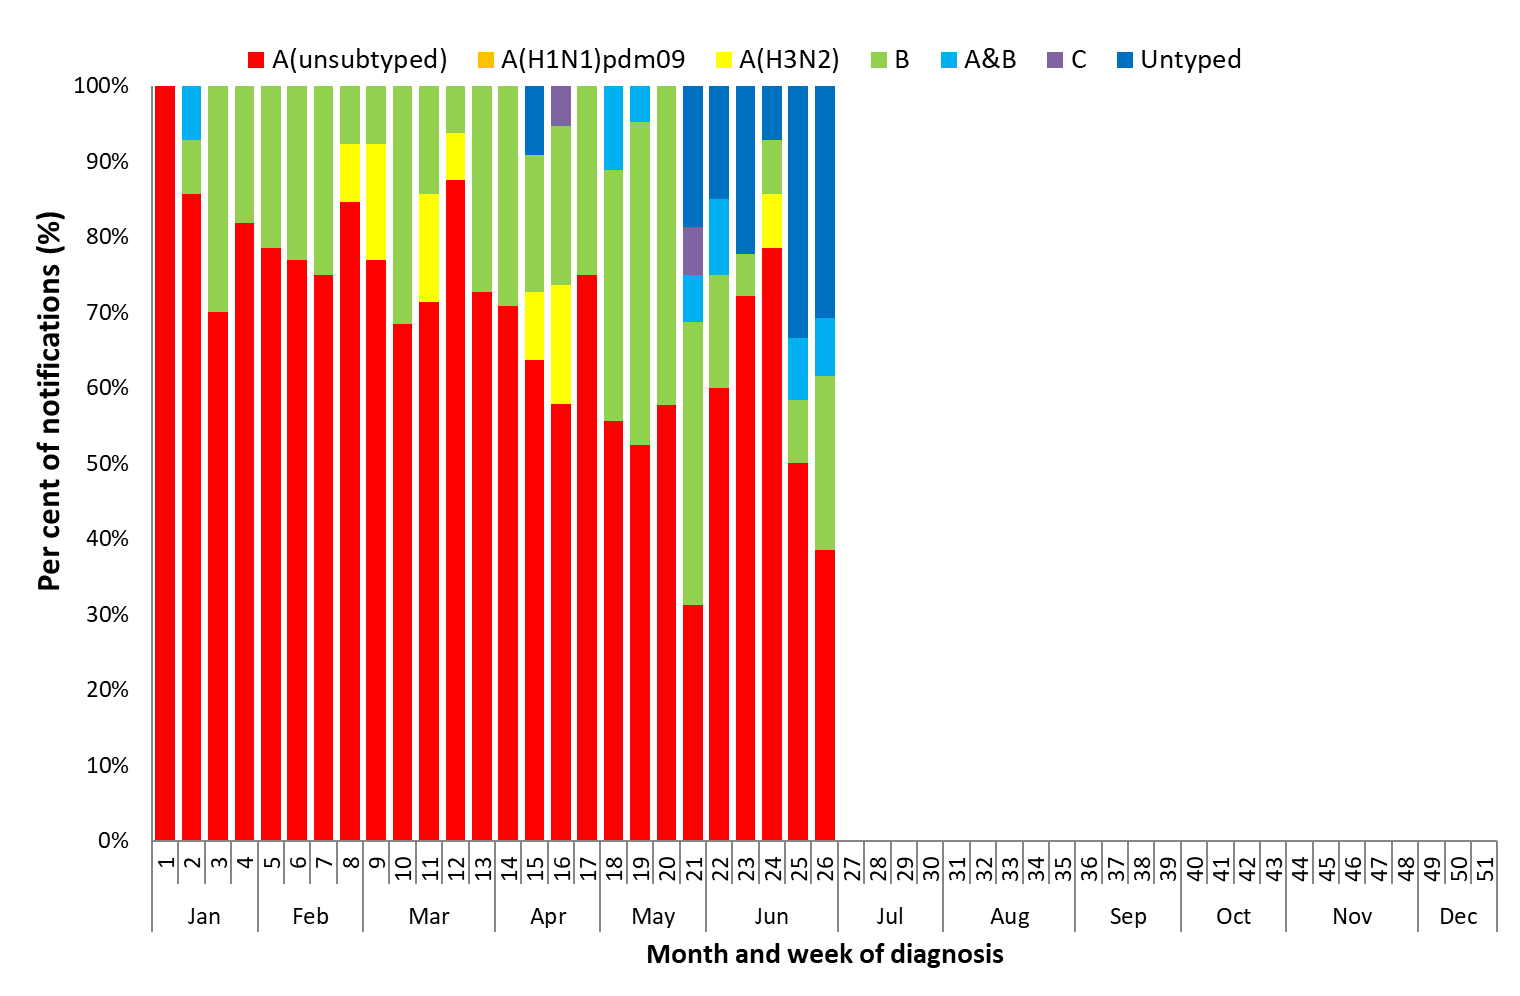 A(unsubtyped) A(H1N1)pdm09 A(H3N2) B A&B C Untyped
100%
90%
80%
70%
60%
50%
40%
30%
20%
10%
0%
Per cent of notifications (%)
1 2 3 4 5 6 7 8 9 10 11 12 13 14 15 16 17 18 19 20 21 22 23 24 25 26 27 28 29 30 31 32 33 34 35 36 37 38 39 40 41 42 43 44 45 46 47 48 49 50 51
Jan Feb Mar Apr May Jun Jul Aug Sep Oct Nov Dec
Month and week of diagnosis